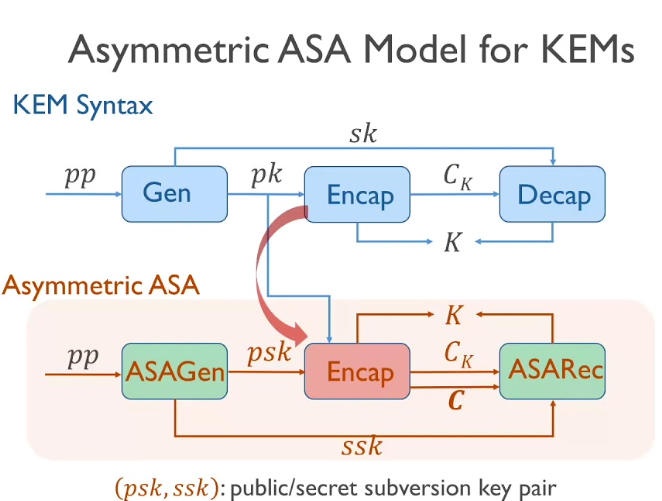 Asymmetric ASA Model for KEMs
KEM Syntax
sk
pp
Gen
pk
Encap
C_K
Decap
K
Asymmetric ASA
K
pp
ASAGen
psk
Encap
C_K
C
ASARec
ssk
(psk, ssk): public/secret subversion key pair